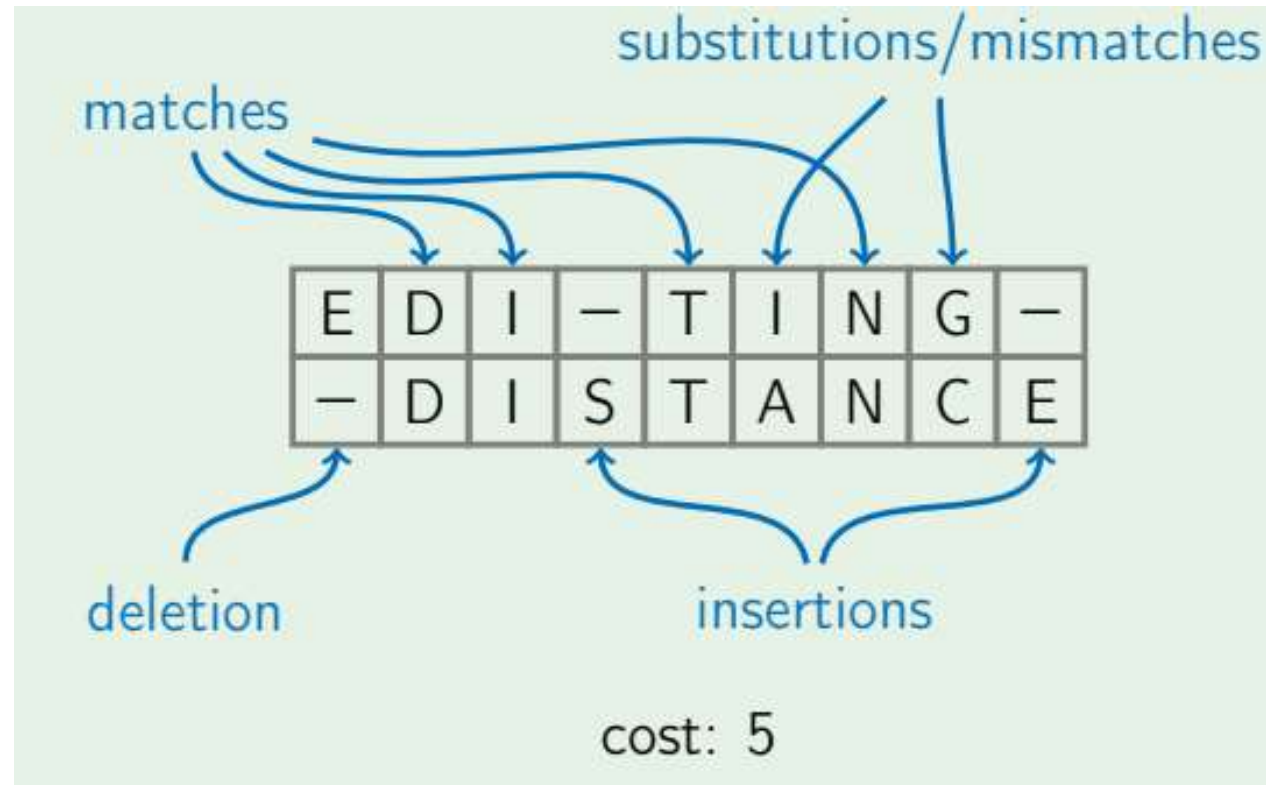 substitutions/mismatches
matches
E D I – T I N G –
– D I S T A N C E
deletion
insertions
cost: 5